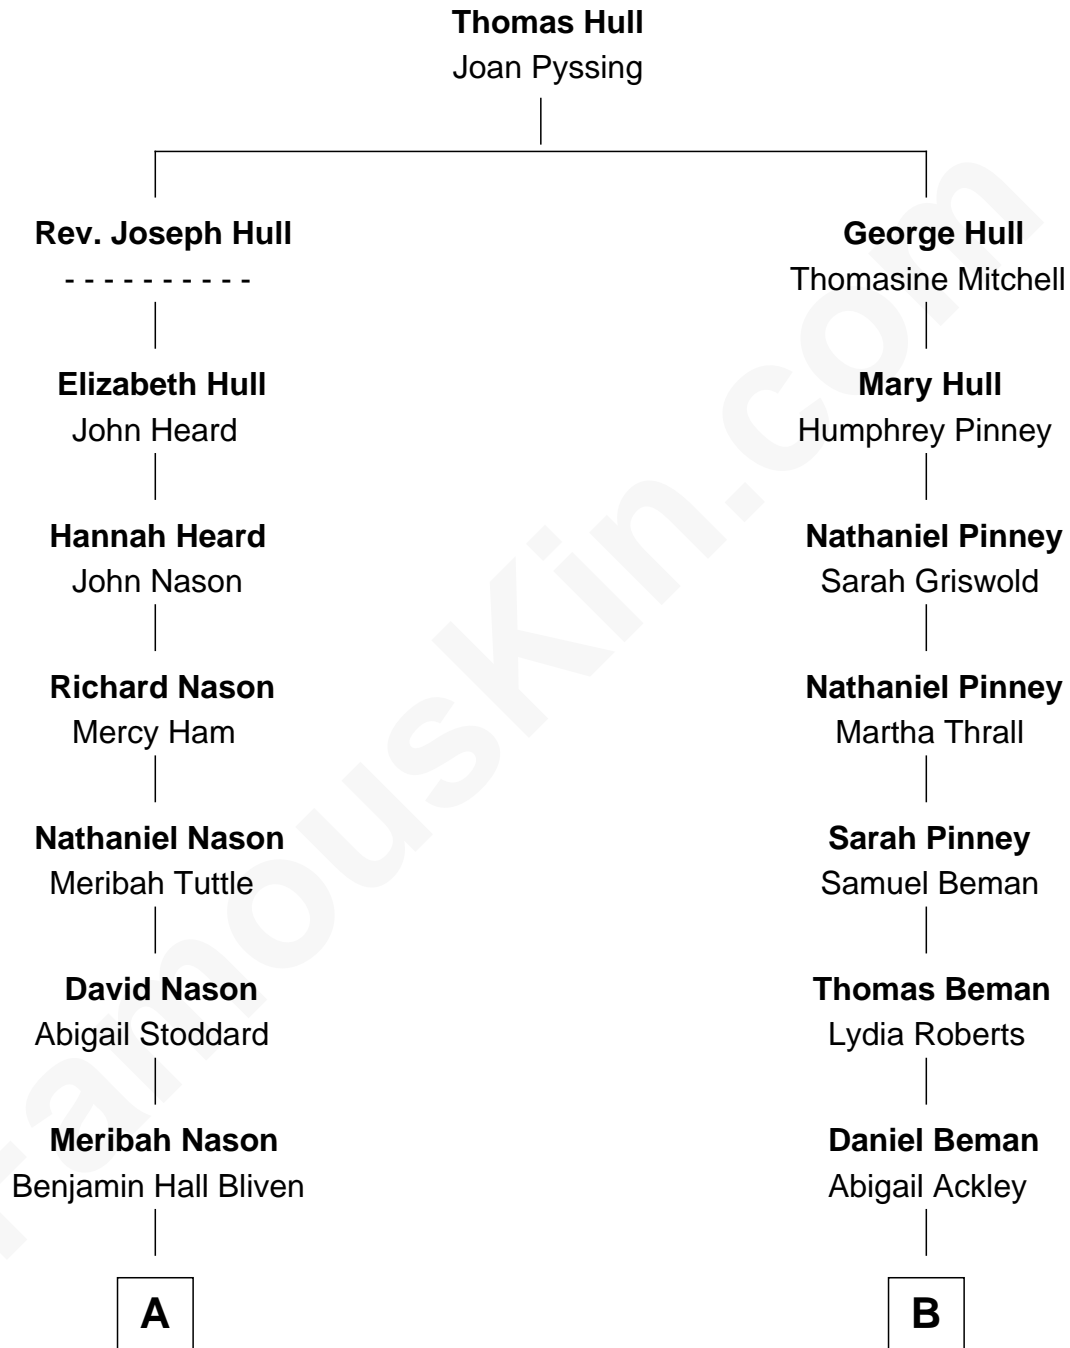 Thomas Hull
Joan Pyssing
Rev. Joseph Hull
- - - - - - - - - -
Elizabeth Hull
John Heard
Hannah Heard
John Nason
Richard Nason
Mercy Ham
Nathaniel Nason
Meribah Tuttle
David Nason
Abigail Stoddard
Meribah Nason
Benjamin Hall Bliven
A
George Hull
Thomasine Mitchell
Mary Hull
Humphrey Pinney
Nathaniel Pinney
Sarah Griswold
Nathaniel Pinney
Martha Thrall
Sarah Pinney
Samuel Beman
Thomas Beman
Lydia Roberts
Daniel Beman
Abigail Ackley
B
FamousKin.com